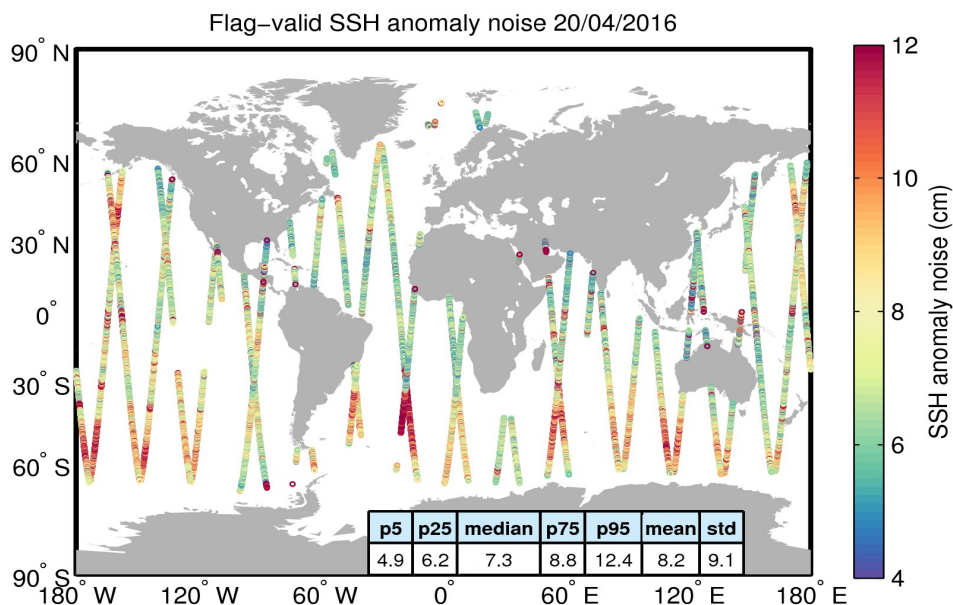 Flag−valid SSH anomaly noise 20/04/2016
90° N
60° N
30° N
0°
30° S
60° S
90° S
180° W
120° W
60° W
0°
60° E
120° E
180° E
p5 p25 median p75 p95 mean std
4.9 6.2 7.3 8.8 12.4 8.2 9.1
12
10
8
6
4
SSH anomaly noise (cm)